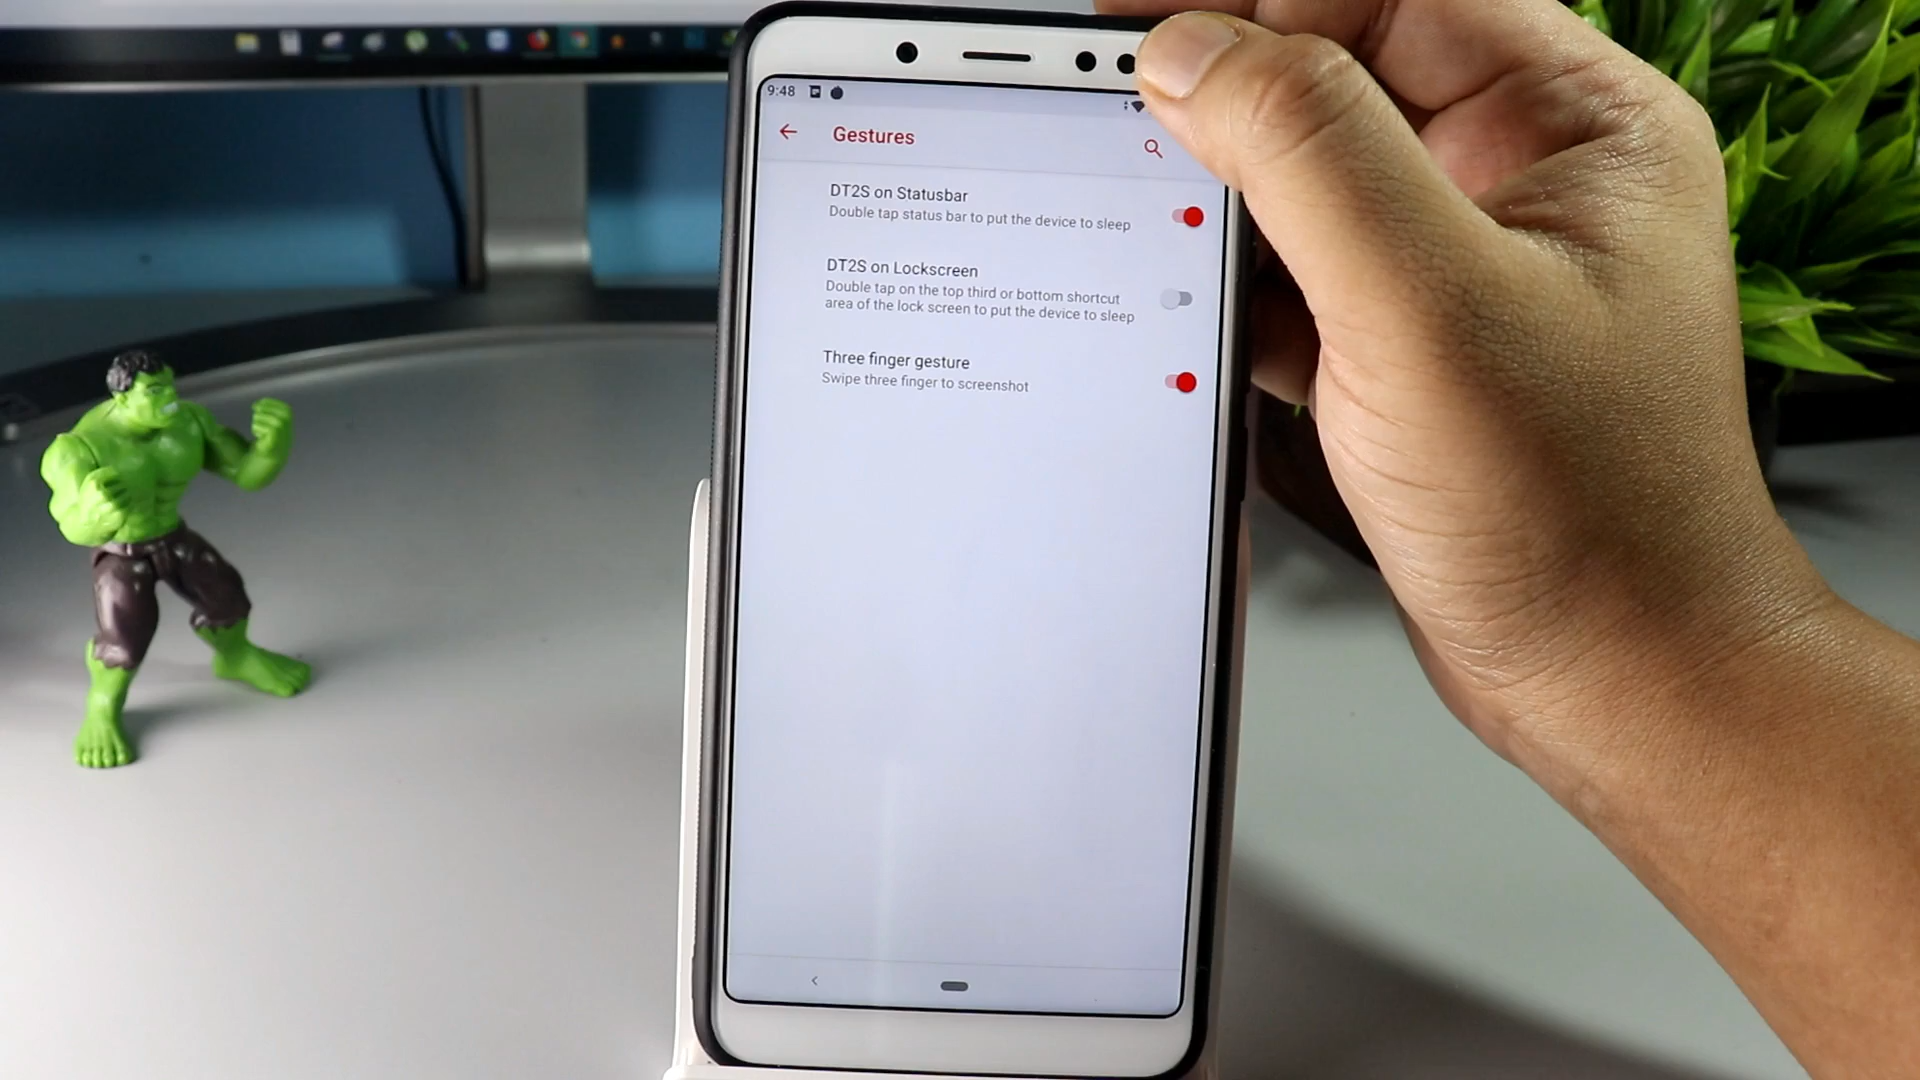 9:48
Gestures
DT2S on Statusbar
Double tap status bar to put the device to sleep
DT2S on Lockscreen
Double tap on the top third or bottom shortcut
area of the lock screen to put the device to sleep
Three finger gesture
Swipe three finger to screenshot